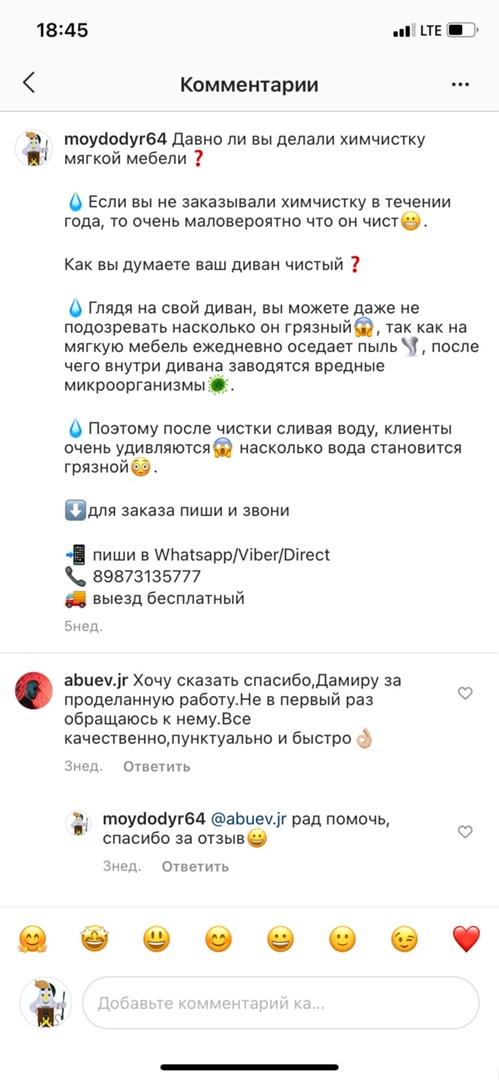 18:45
LTE
Комментарии
moydodyr64 Давно ли вы делали химчистку
мягкой мебели❓
💧Если вы не заказывали химчистку в течении
года, то очень маловероятно что он чист😬.
Как вы думаете ваш диван чистый❓
💧Глядя на свой диван, вы можете даже не
подозревать насколько он грязный😱, так как на
мягкую мебель ежедневно оседает пыль🌪, после
чего внутри дивана заводятся вредные
микроорганизмы🦠.
💧Поэтому после чистки сливая воду, клиенты
очень удивляются😱 насколько вода становится
грязной😳.
⬇️для заказа пиши и звони
📲 пиши в Whatsapp/Viber/Direct
📞 89873135777
🚚 выезд бесплатный
5нед.
abuev.jr Хочу сказать спасибо,Дамиру за
проделанную работу.Не в первый раз
обращаюсь к нему.Все
качественно,пунктуально и быстро👌🏼
3нед. Ответить
moydodyr64 @abuev.jr рад помочь,
спасибо за отзыв😀
3нед. Ответить
🤗 🤩 😃 😊 😀 🙂 😉 ❤️
Добавьте комментарий ка...